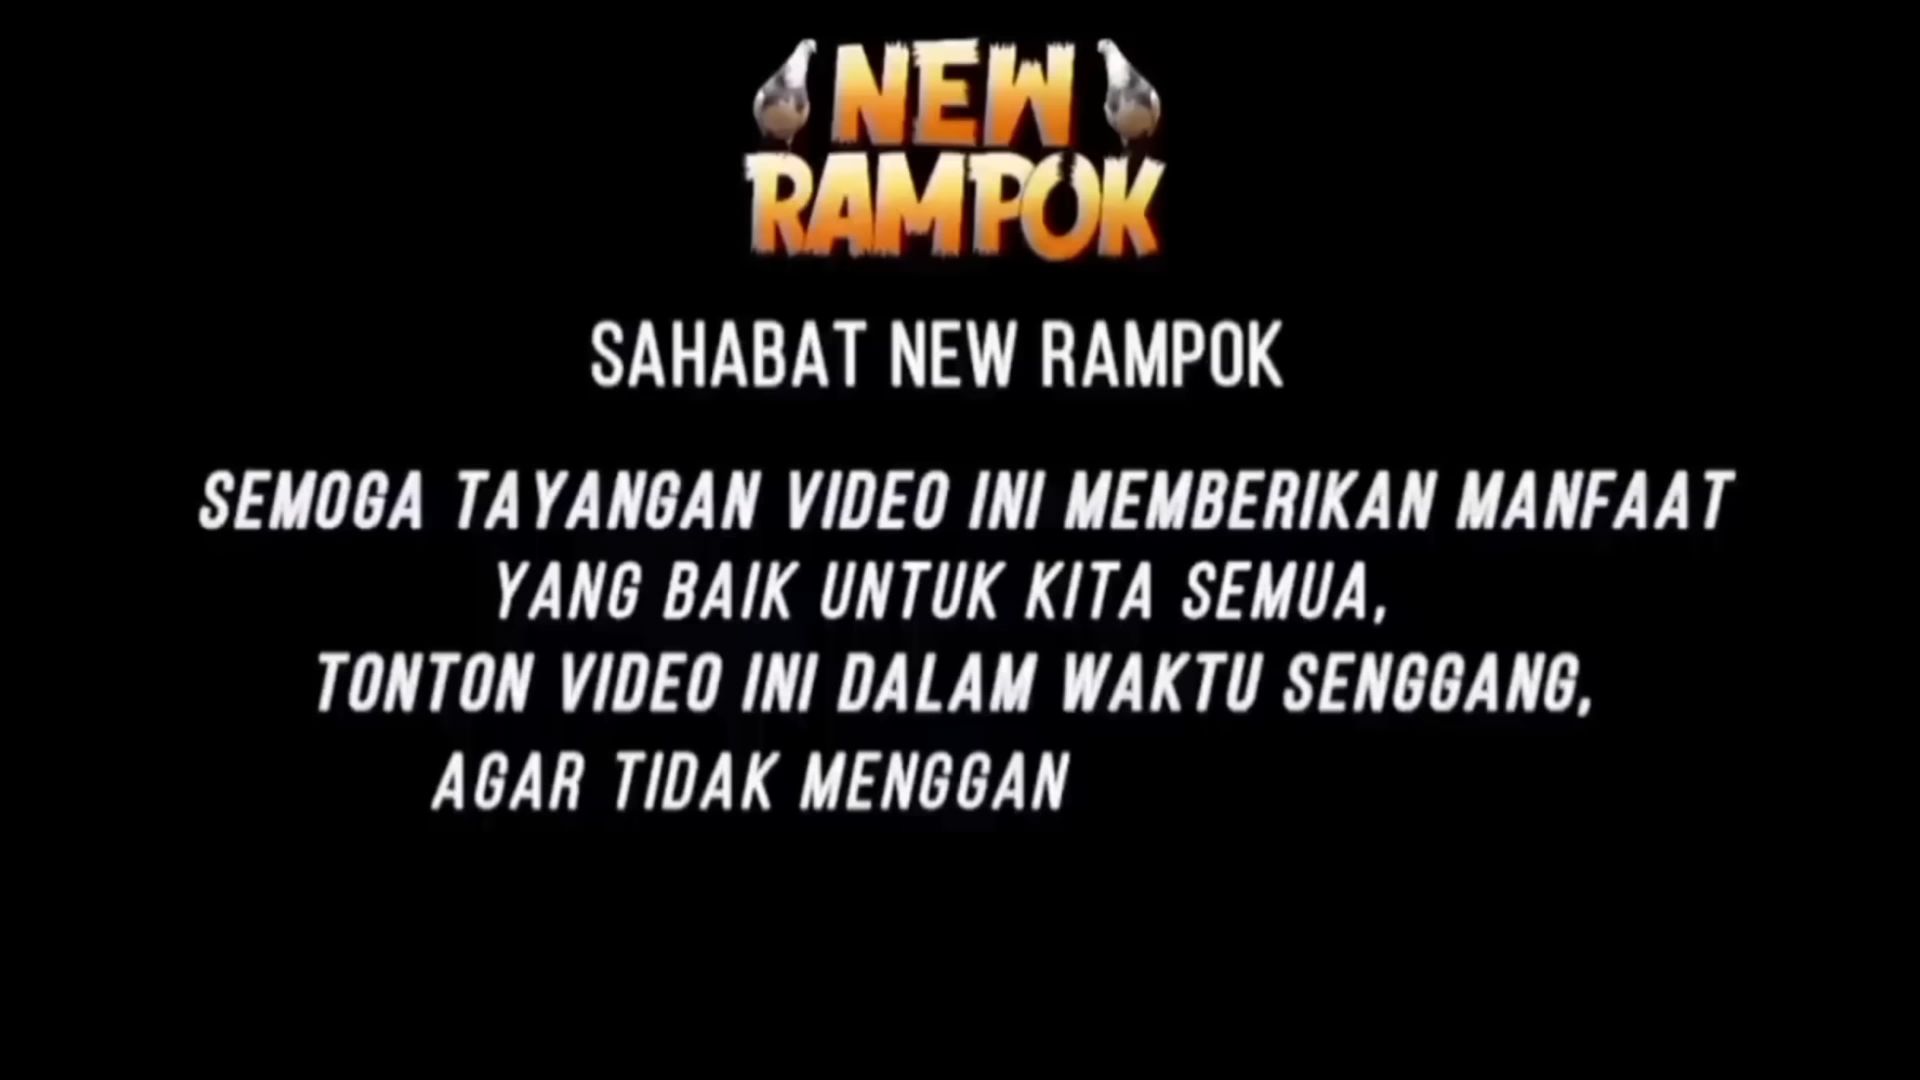 NEW
RAMPOK
SAHABAT NEW RAMPOK
SEMOGA TAYANGAN VIDEO INI MEMBERIKAN MANFAAT
YANG BAIK UNTUK KITA SEMUA,
TONTON VIDEO INI DALAM WAKTU SENGGANG,
AGAR TIDAK MENGGAN